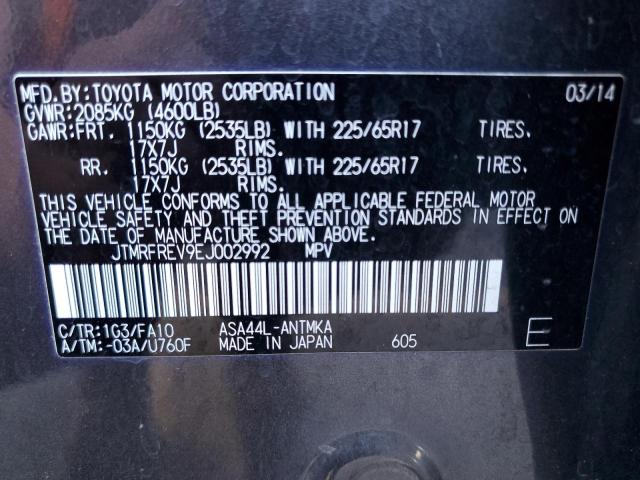 MFD.BY:TOYOTA MOTOR CORPORATION 03/14
GVWR:2085KG (4600LB)
GAWR:FRT. 1150KG (2535LB) WITH 225/65R17 TIRES.
17X7J RIMS.
RR. 1150KG (2535LB) WITH 225/65R17 TIRES.
17X7J RIMS.
THIS VEHICLE CONFORMS TO ALL APPLICABLE FEDERAL MOTOR
VEHICLE SAFETY AND THEFT PREVENTION STANDARDS IN EFFECT ON
THE DATE OF MANUFACTURE SHOWN ABOVE.
JTMRFREV9EJ002992 MPV
C/TR:1G3/FA10 ASA44L-ANTMKA
A/TM:-03A/U760F MADE IN JAPAN 605 E